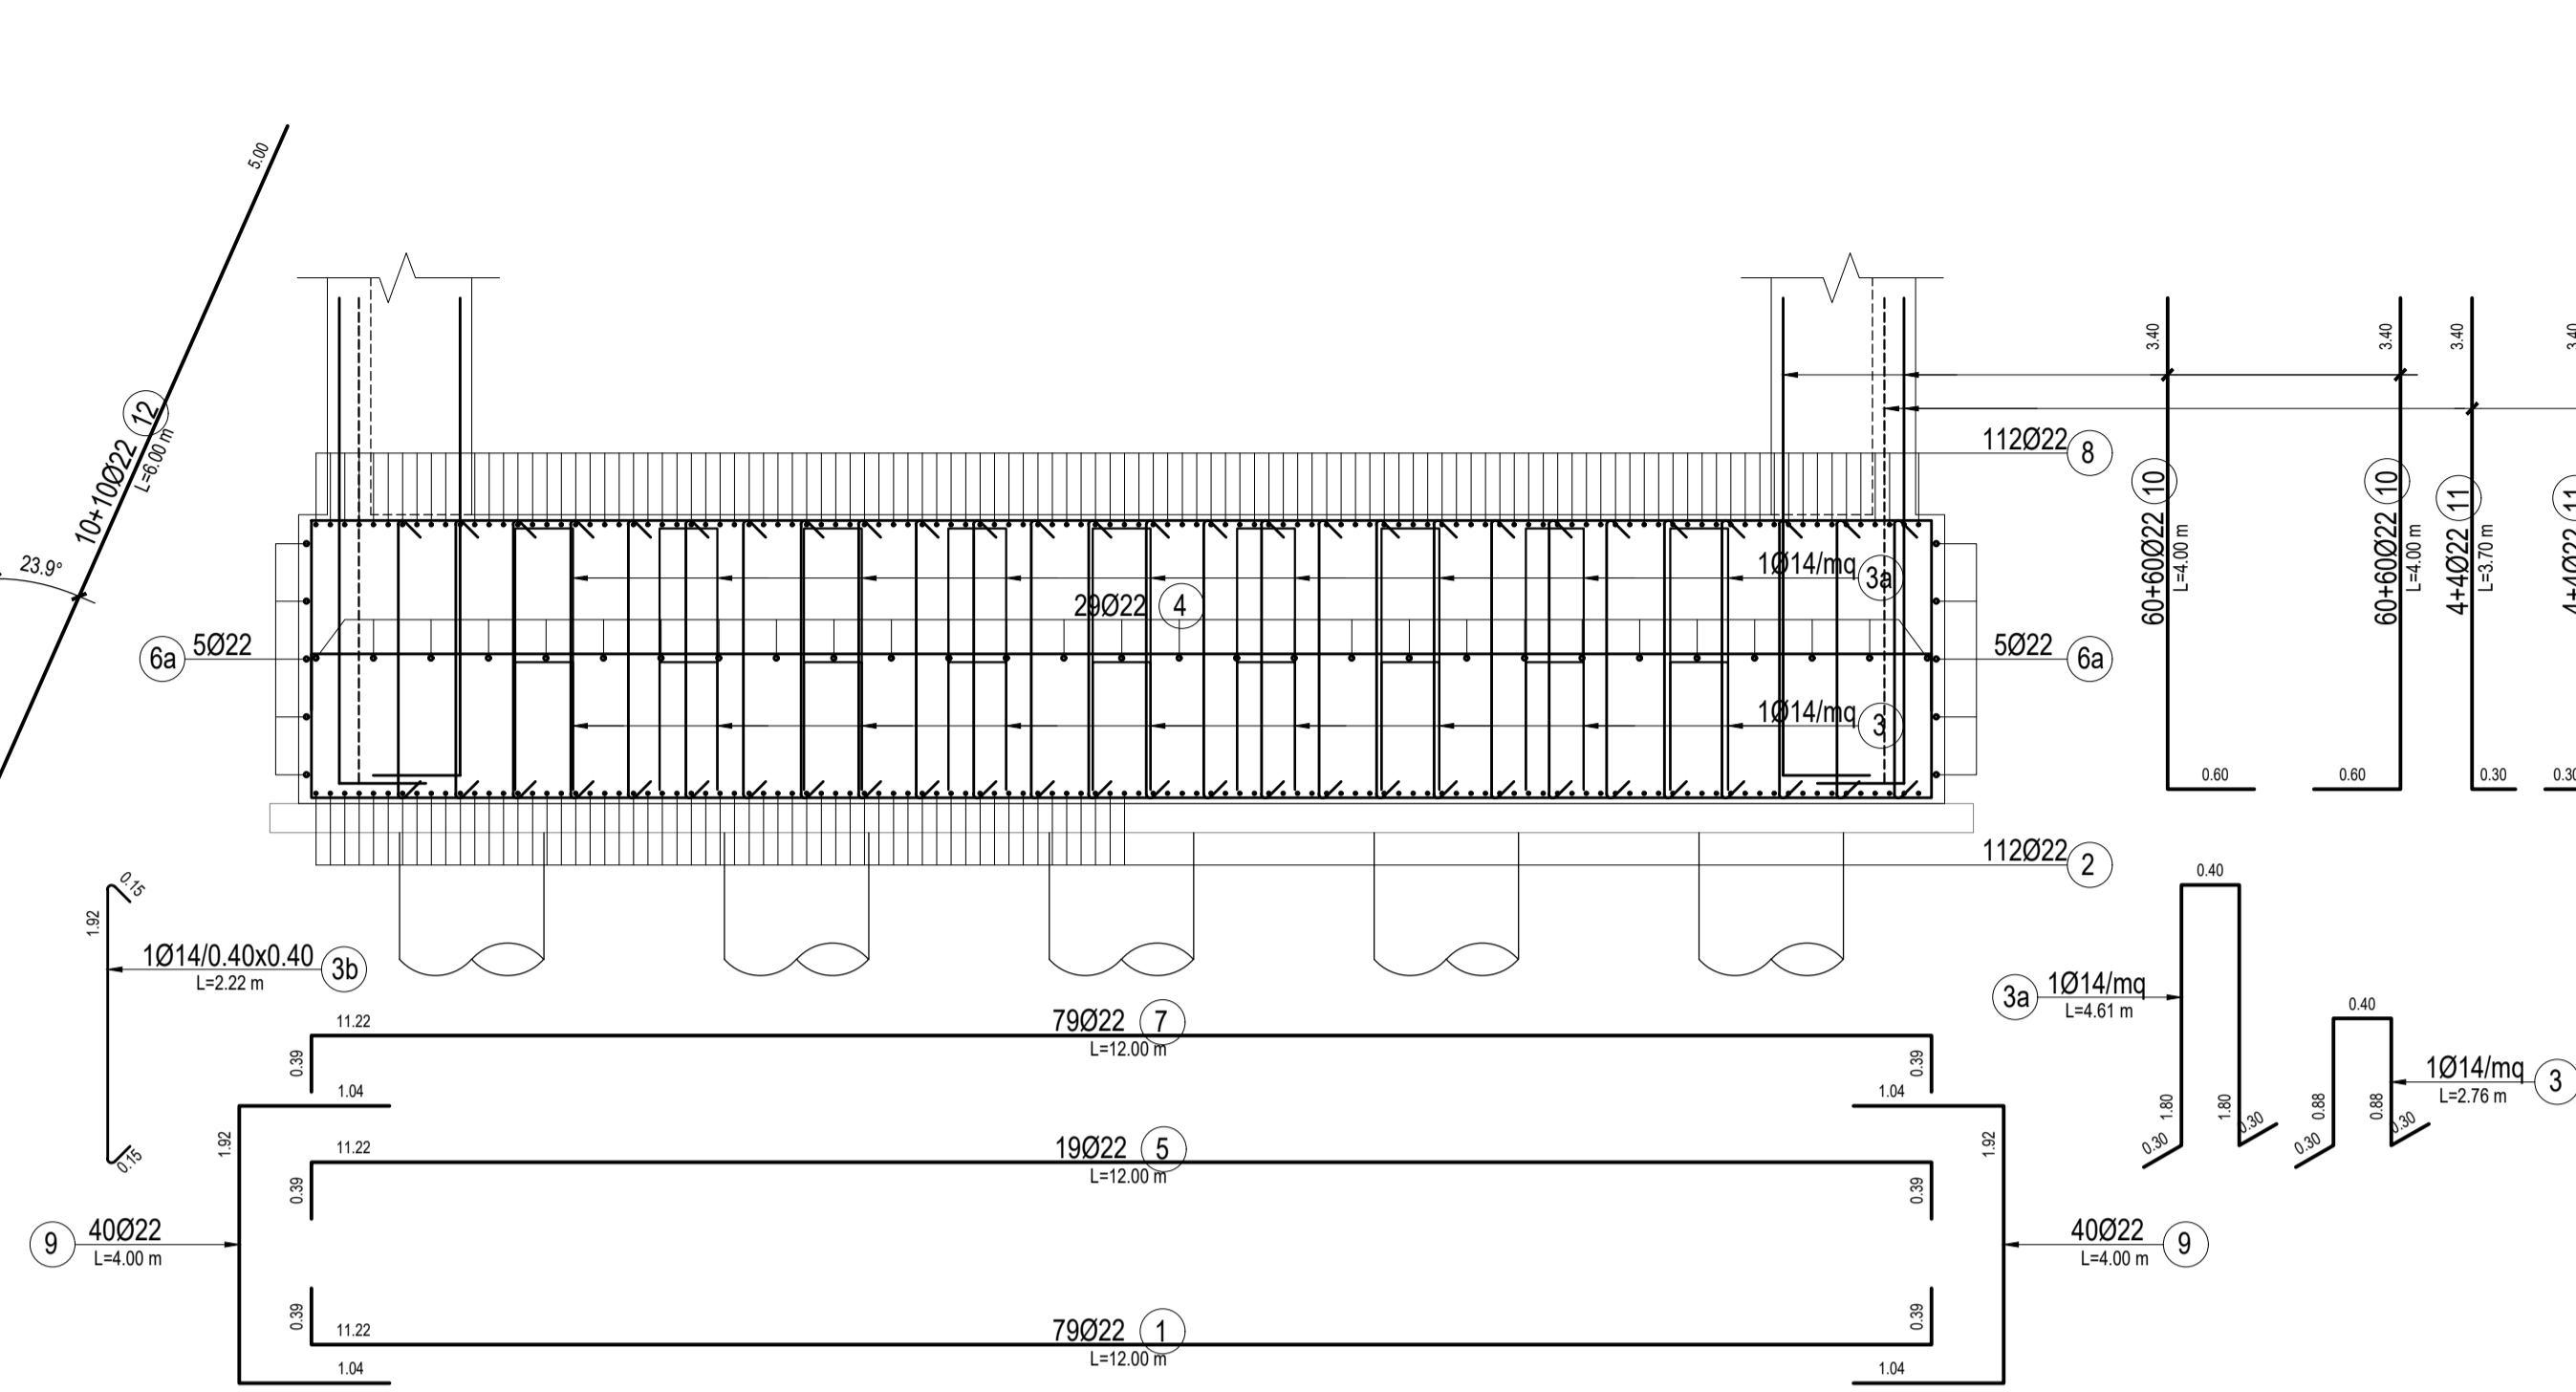 5.00
10+10Ø22 12
L=6.00 m
23.9°
3.40
3.40
3.40
3.40
112Ø22 8
60+60Ø22 10
L=4.00 m
60+60Ø22 10
L=4.00 m
4+4Ø22 11
L=3.70 m
4+4Ø22 11
1Ø14/mq 3a
29Ø22 4
6a 5Ø22
5Ø22 6a
1Ø14/mq 3
0.60
0.60
0.30
0.30
112Ø22 2
0.15
1.92
1Ø14/0.40x0.40 3b
L=2.22 m
0.15
0.40
3a 1Ø14/mq
L=4.61 m
1.80
1.80
0.30
0.30
0.40
1Ø14/mq 3
L=2.76 m
0.88
0.88
0.30
0.30
11.22
79Ø22 7
L=12.00 m
0.39
0.39
1.04
1.04
1.92
1.92
11.22
19Ø22 5
L=12.00 m
0.39
0.39
9 40Ø22
L=4.00 m
40Ø22 9
L=4.00 m
0.39
0.39
11.22
79Ø22 1
L=12.00 m
1.04
1.04